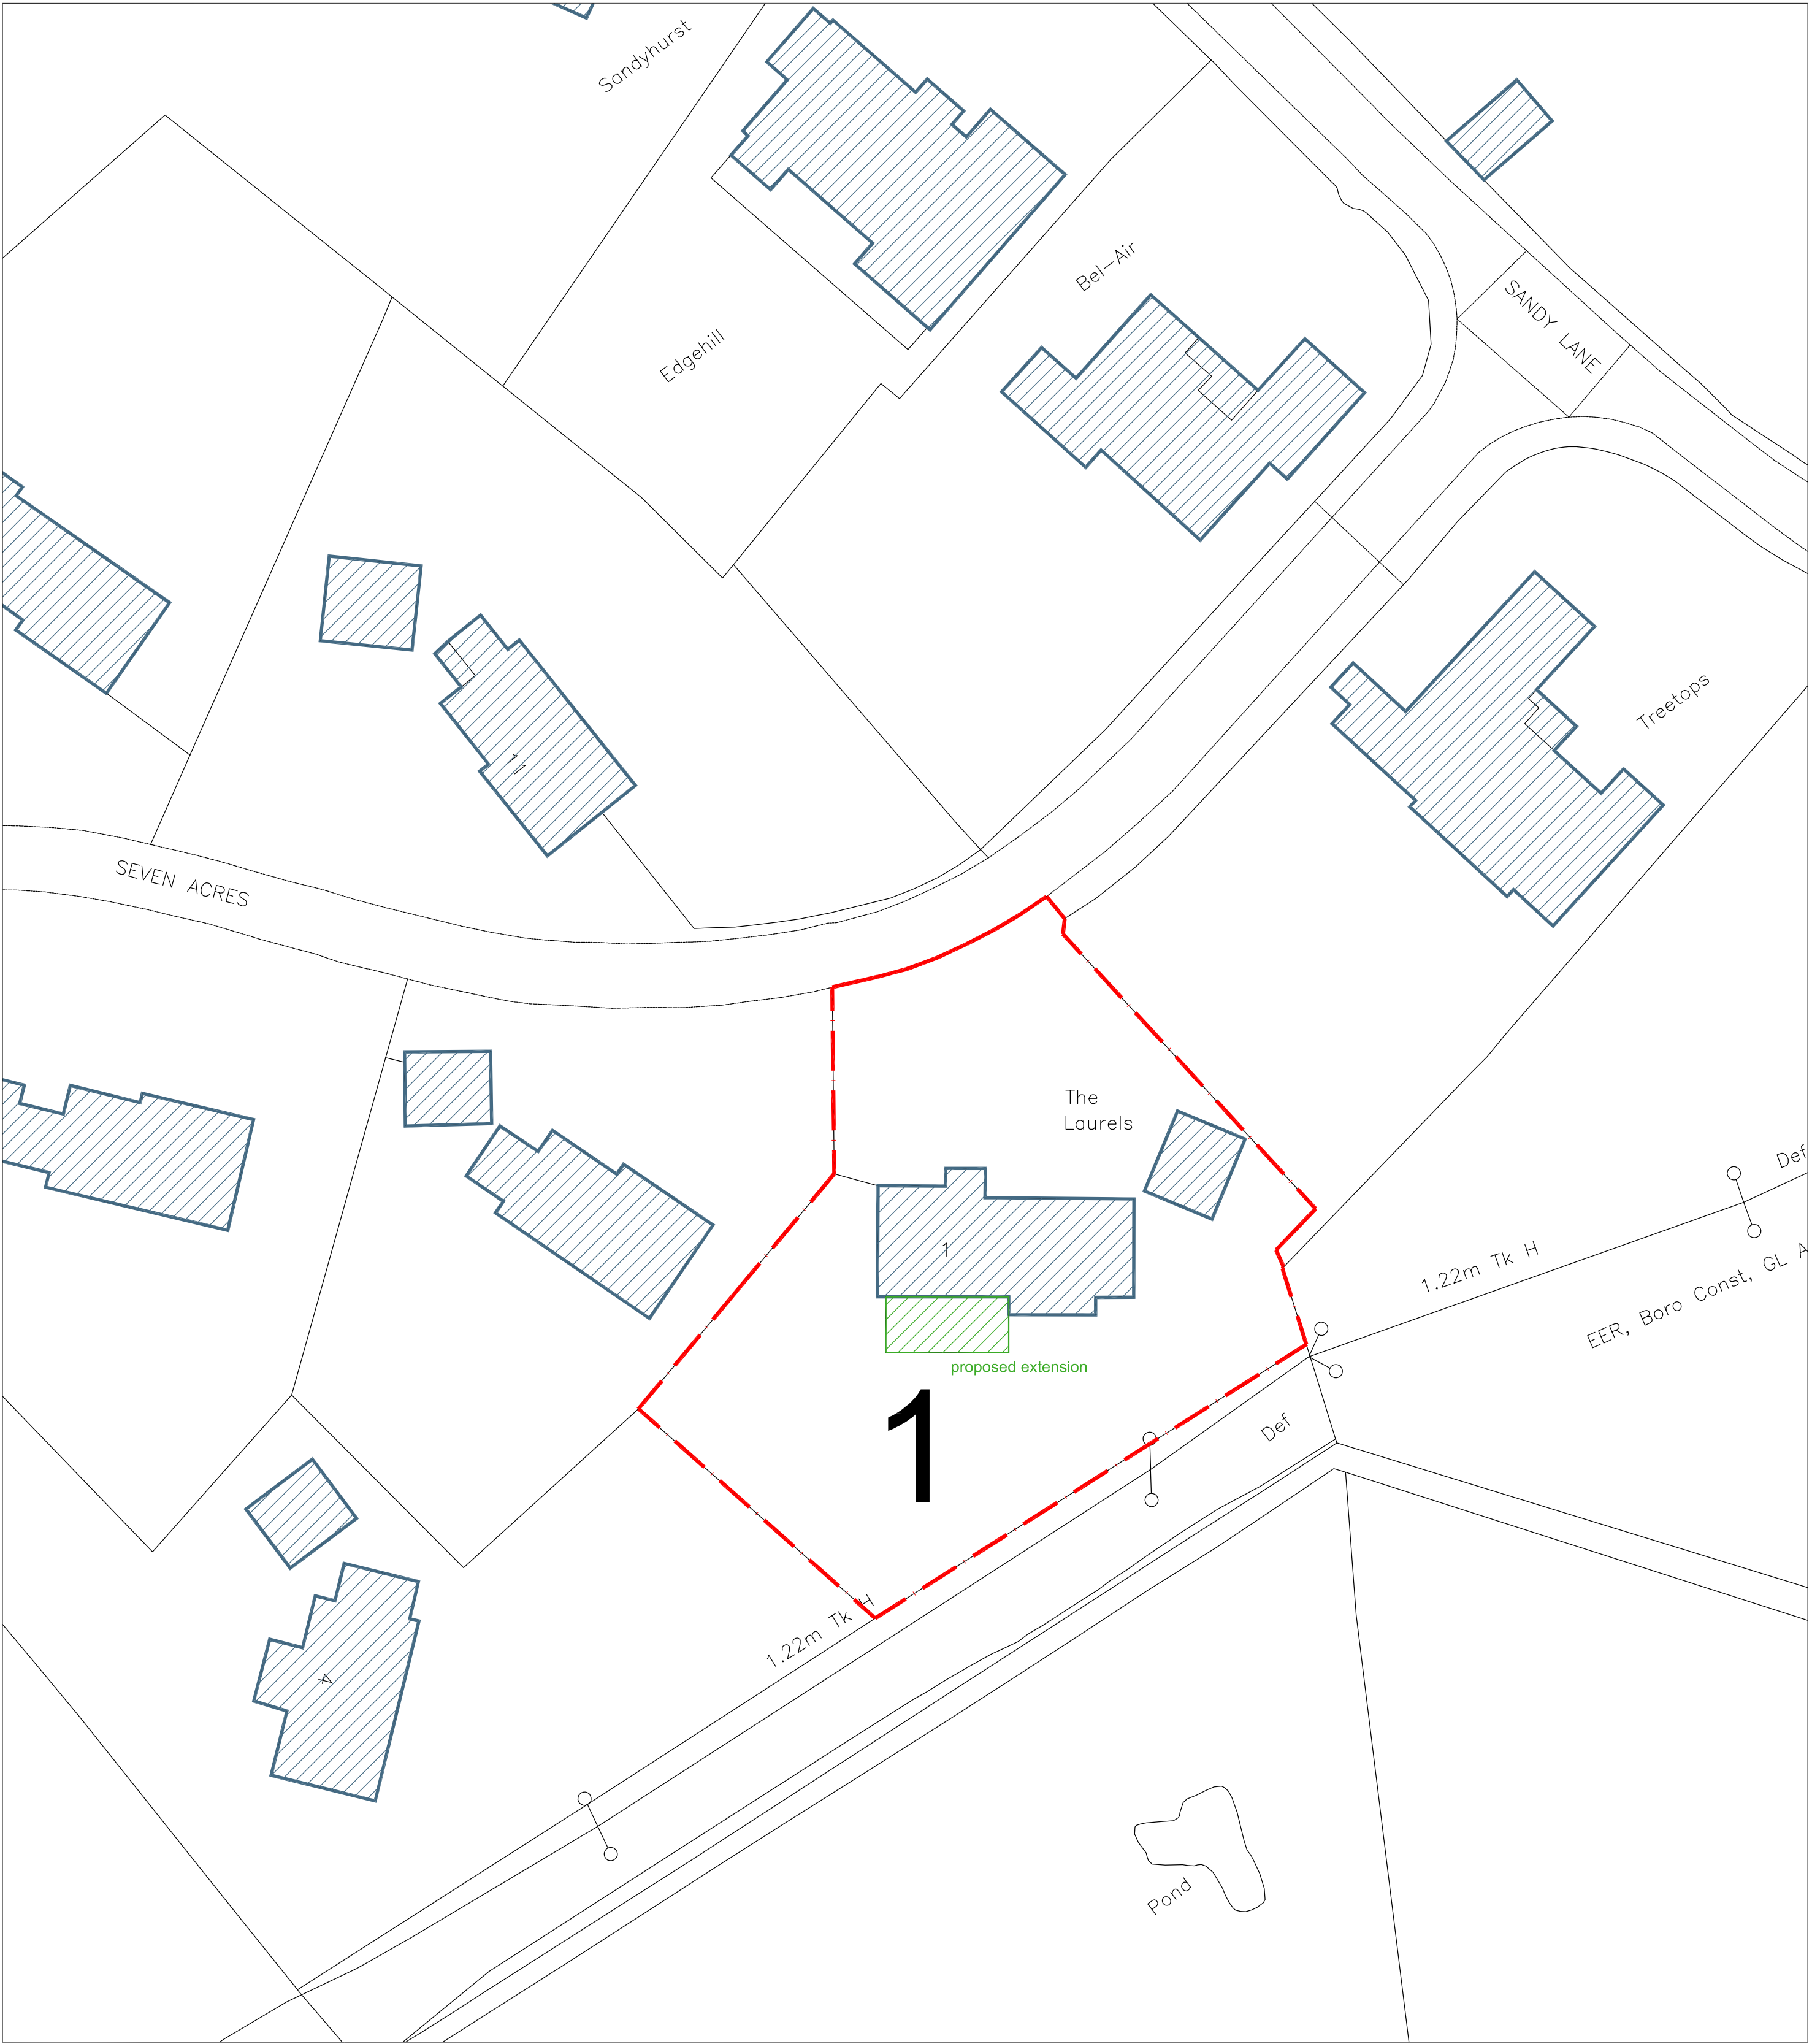 Sandyhurst
Bel-Air
SANDY LANE
Edgehill
Treetops
11
SEVEN ACRES
The
Laurels
Def
1
1.22m Tk H
EER, Boro Const, GL A
proposed extension
1
Def
1.22m Tk H
4
Pond